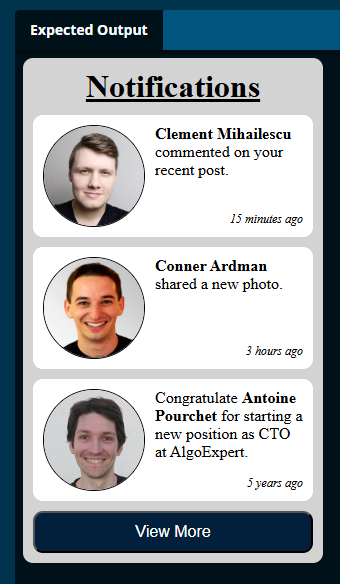 Expected Output
Notifications
Clement Mihailescu
commented on your
recent post.
15 minutes ago
Conner Ardman
shared a new photo.
3 hours ago
Congratulate Antoine
Pourchet for starting a
new position as CTO
at AlgoExpert.
5 years ago
View More